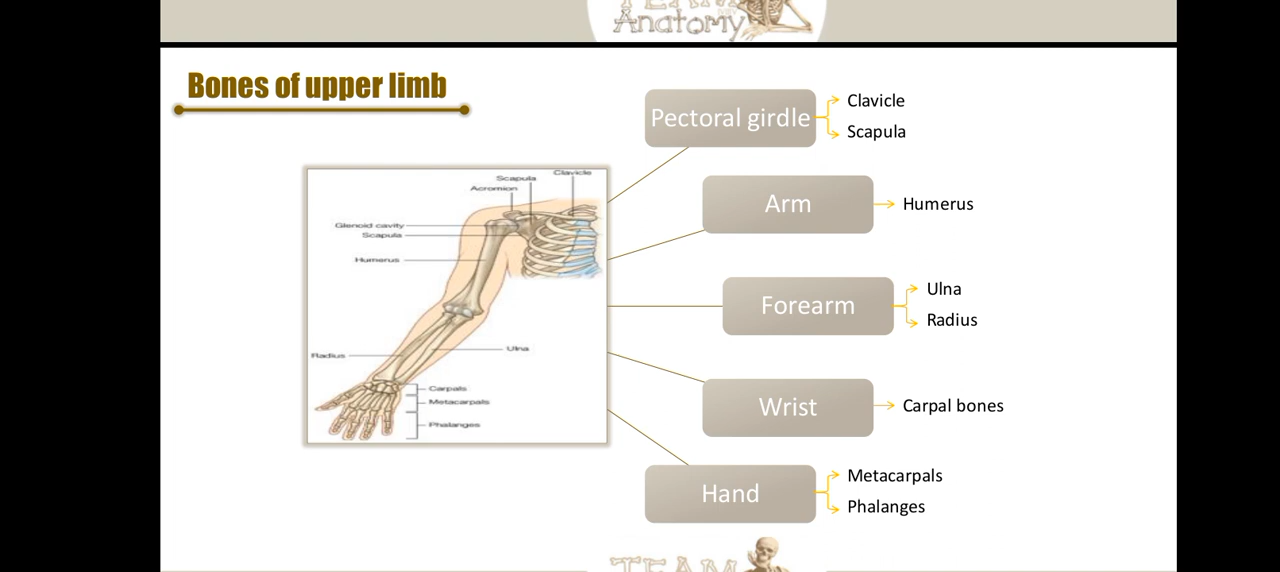 TEAM
Anatomy
Bones of upper limb
Pectoral girdle
Clavicle
Scapula
Arm
Humerus
Forearm
Ulna
Radius
Wrist
Carpal bones
Hand
Metacarpals
Phalanges
Clavicle
Scapula
Acromion
Glenoid cavity
Scapula
Humerus
Ulna
Radius
Carpals
Metacarpals
Phalanges
TEAM